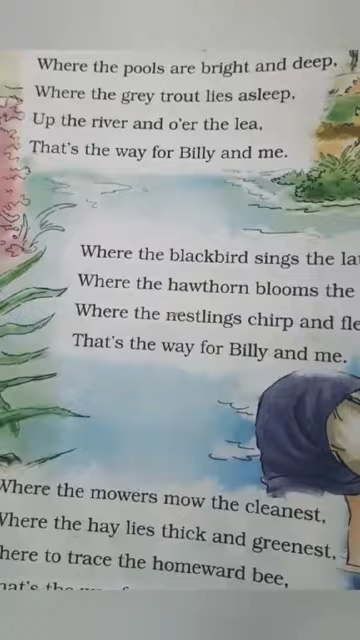 Where the pools are bright and deep,
Where the grey trout lies asleep,
Up the river and o'er the lea,
That's the way for Billy and me.
Where the blackbird sings the
Where the hawthorn blooms the
Where the nestlings chirp and
That's the way for Billy and me.
Where the mowers mow the cleanest,
Where the hay lies thick and greenest,
here to trace the homeward bee,